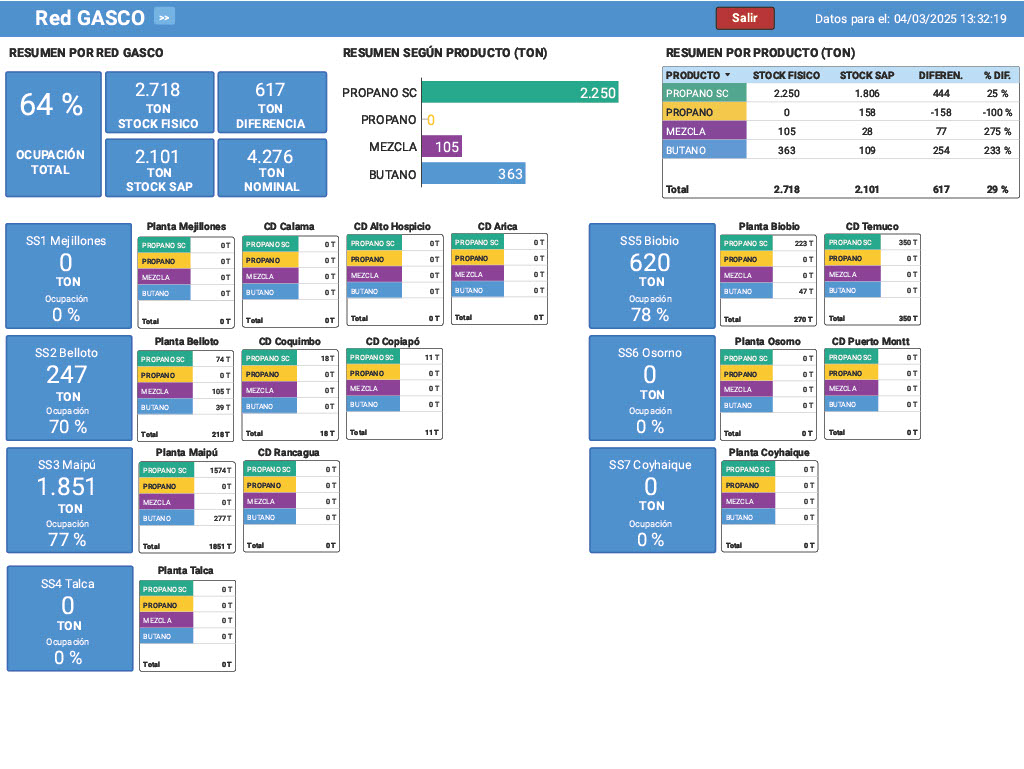 Red GASCO >> Salir Datos para el: 04/03/2025 13:32:19
RESUMEN POR RED GASCO
64 %
OCUPACIÓN
TOTAL
2.718
TON
STOCK FISICO
617
TON
DIFERENCIA
2.101
TON
STOCK SAP
4.276
TON
NOMINAL
RESUMEN SEGÚN PRODUCTO (TON)
PROPANO SC 2.250
PROPANO 0
MEZCLA 105
BUTANO 363
RESUMEN POR PRODUCTO (TON)
PRODUCTO STOCK FISICO STOCK SAP DIFEREN. % DIF.
PROPANO SC 2.250 1.806 444 25 %
PROPANO 0 158 -158 -100 %
MEZCLA 105 28 77 275 %
BUTANO 363 109 254 233 %
Total 2.718 2.101 617 29 %
SS1 Mejillones
0
TON
Ocupación
0 %
Planta Mejillones
PROPANO SC 0 T
PROPANO 0 T
MEZCLA 0 T
BUTANO 0 T
Total 0 T
CD Calama
PROPANO SC 0 T
PROPANO 0 T
MEZCLA 0 T
BUTANO 0 T
Total 0 T
CD Alto Hospicio
PROPANO SC 0 T
PROPANO 0 T
MEZCLA 0 T
BUTANO 0 T
Total 0 T
CD Arica
PROPANO SC 0 T
PROPANO 0 T
MEZCLA 0 T
BUTANO 0 T
Total 0 T
SS5 Biobio
620
TON
Ocupación
78 %
Planta Biobio
PROPANO SC 223 T
PROPANO 0 T
MEZCLA 0 T
BUTANO 47 T
Total 270 T
CD Temuco
PROPANO SC 350 T
PROPANO 0 T
MEZCLA 0 T
BUTANO 0 T
Total 350 T
SS2 Belloto
247
TON
Ocupación
70 %
Planta Belloto
PROPANO SC 74 T
PROPANO 0 T
MEZCLA 105 T
BUTANO 39 T
Total 218 T
CD Coquimbo
PROPANO SC 18 T
PROPANO 0 T
MEZCLA 0 T
BUTANO 0 T
Total 18 T
CD Copiapó
PROPANO SC 11 T
PROPANO 0 T
MEZCLA 0 T
BUTANO 0 T
Total 11 T
SS6 Osorno
0
TON
Ocupación
0 %
Planta Osorno
PROPANO SC 0 T
PROPANO 0 T
MEZCLA 0 T
BUTANO 0 T
Total 0 T
CD Puerto Montt
PROPANO SC 0 T
PROPANO 0 T
MEZCLA 0 T
BUTANO 0 T
Total 0 T
SS3 Maipú
1.851
TON
Ocupación
77 %
Planta Maipú
PROPANO SC 1574 T
PROPANO 0 T
MEZCLA 0 T
BUTANO 277 T
Total 1851 T
CD Rancagua
PROPANO SC 0 T
PROPANO 0 T
MEZCLA 0 T
BUTANO 0 T
Total 0 T
SS7 Coyhaique
0
TON
Ocupación
0 %
Planta Coyhaique
PROPANO SC 0 T
PROPANO 0 T
MEZCLA 0 T
BUTANO 0 T
Total 0 T
SS4 Talca
0
TON
Ocupación
0 %
Planta Talca
PROPANO SC 0 T
PROPANO 0 T
MEZCLA 0 T
BUTANO 0 T
Total 0 T